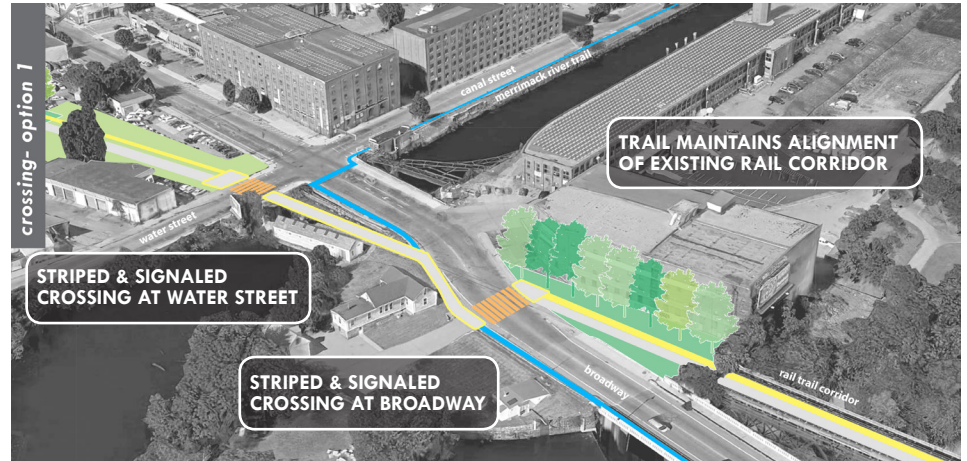 crossing- option 1
canal street
merrimack river trail
TRAIL MAINTAINS ALIGNMENT
OF EXISTING RAIL CORRIDOR
water street
STRIPED & SIGNALED
CROSSING AT WATER STREET
STRIPED & SIGNALED
CROSSING AT BROADWAY
broadway
rail trail corridor